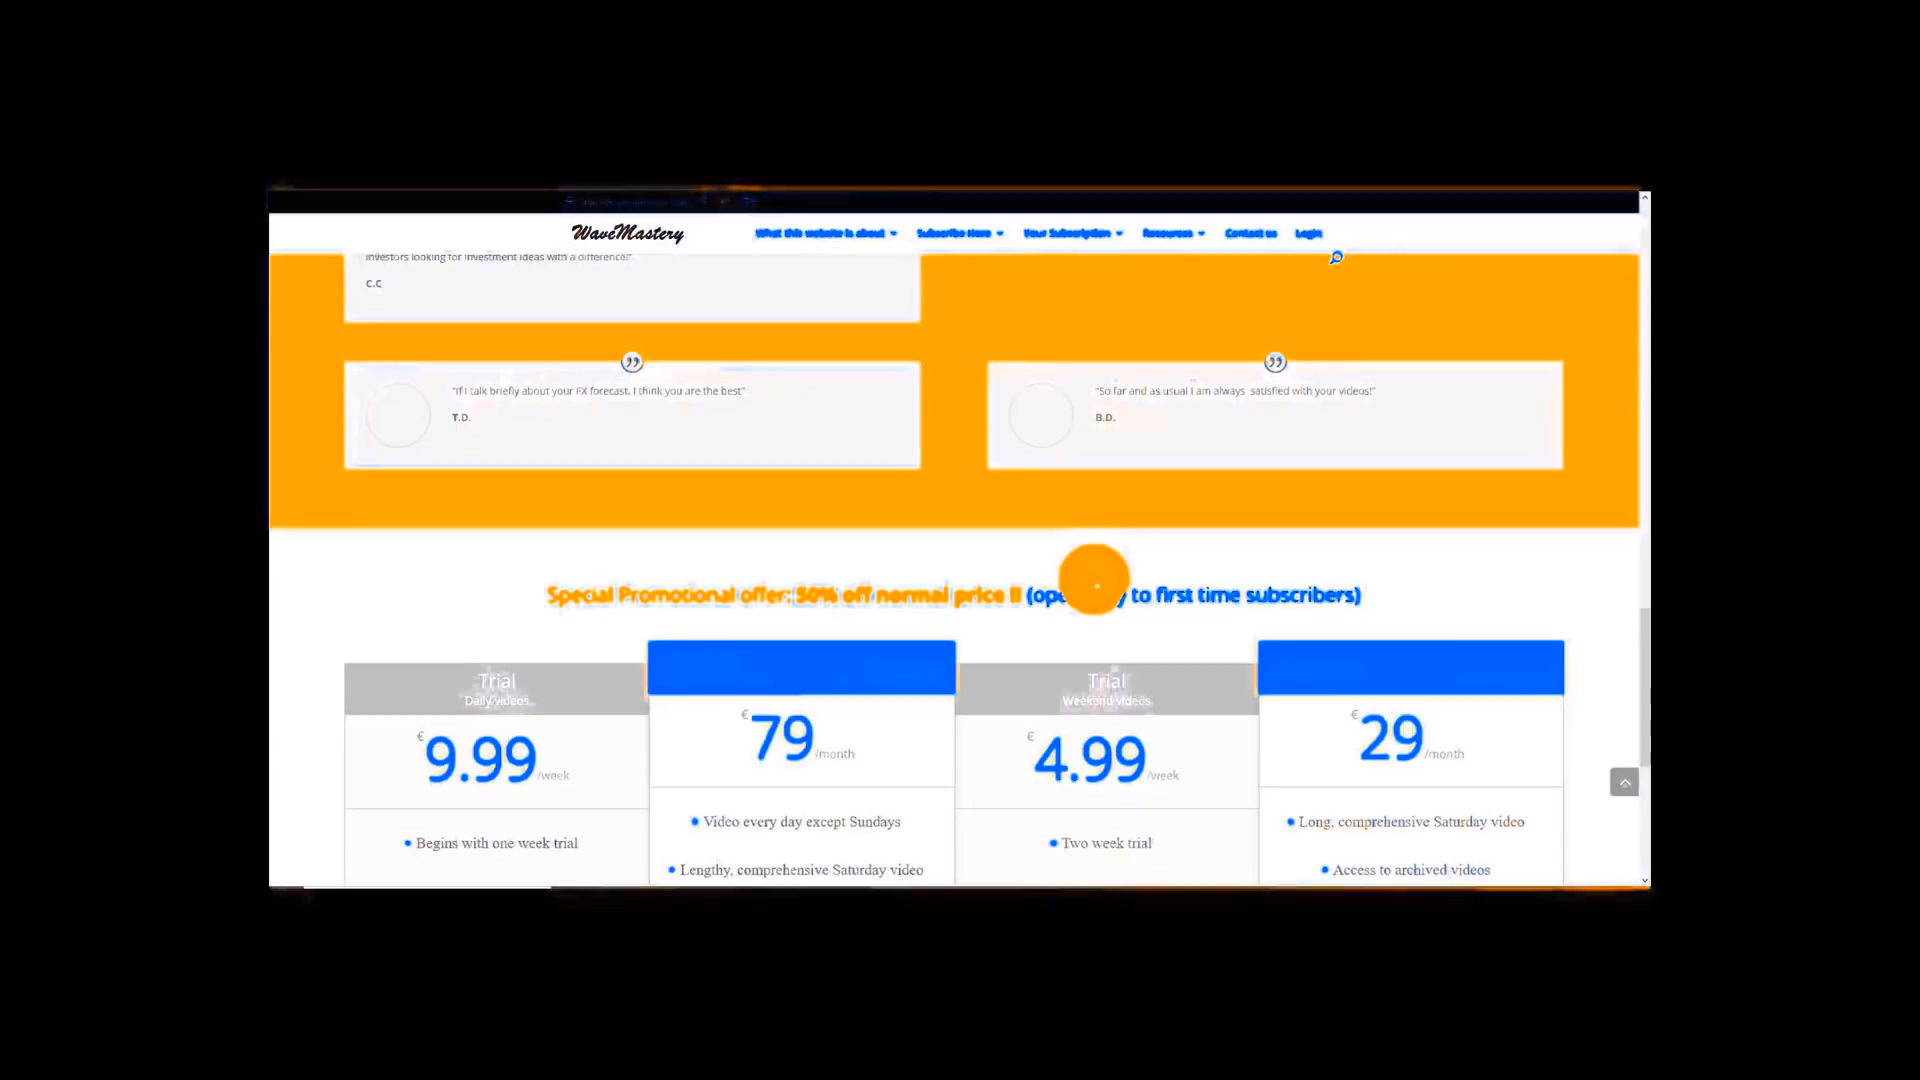 WaveMastery
What this website is about Subscribe Here Your Subscription Resources Contact us Login
investors looking for investment ideas with a difference!"
C.C
"If I talk briefly about your FX forecast. I think you are the best"
T.D.
"So far and as usual I am always satisfied with your videos!"
B.D.
Special Promotional offer: 50% off normal price !! (ope to first time subscribers)
Trial
Daily videos
€9.99/week
Begins with one week trial
€79/month
Video every day except Sundays
Lengthy, comprehensive Saturday video
Trial
Weekend videos
€4.99/week
Two week trial
€29/month
Long, comprehensive Saturday video
Access to archived videos